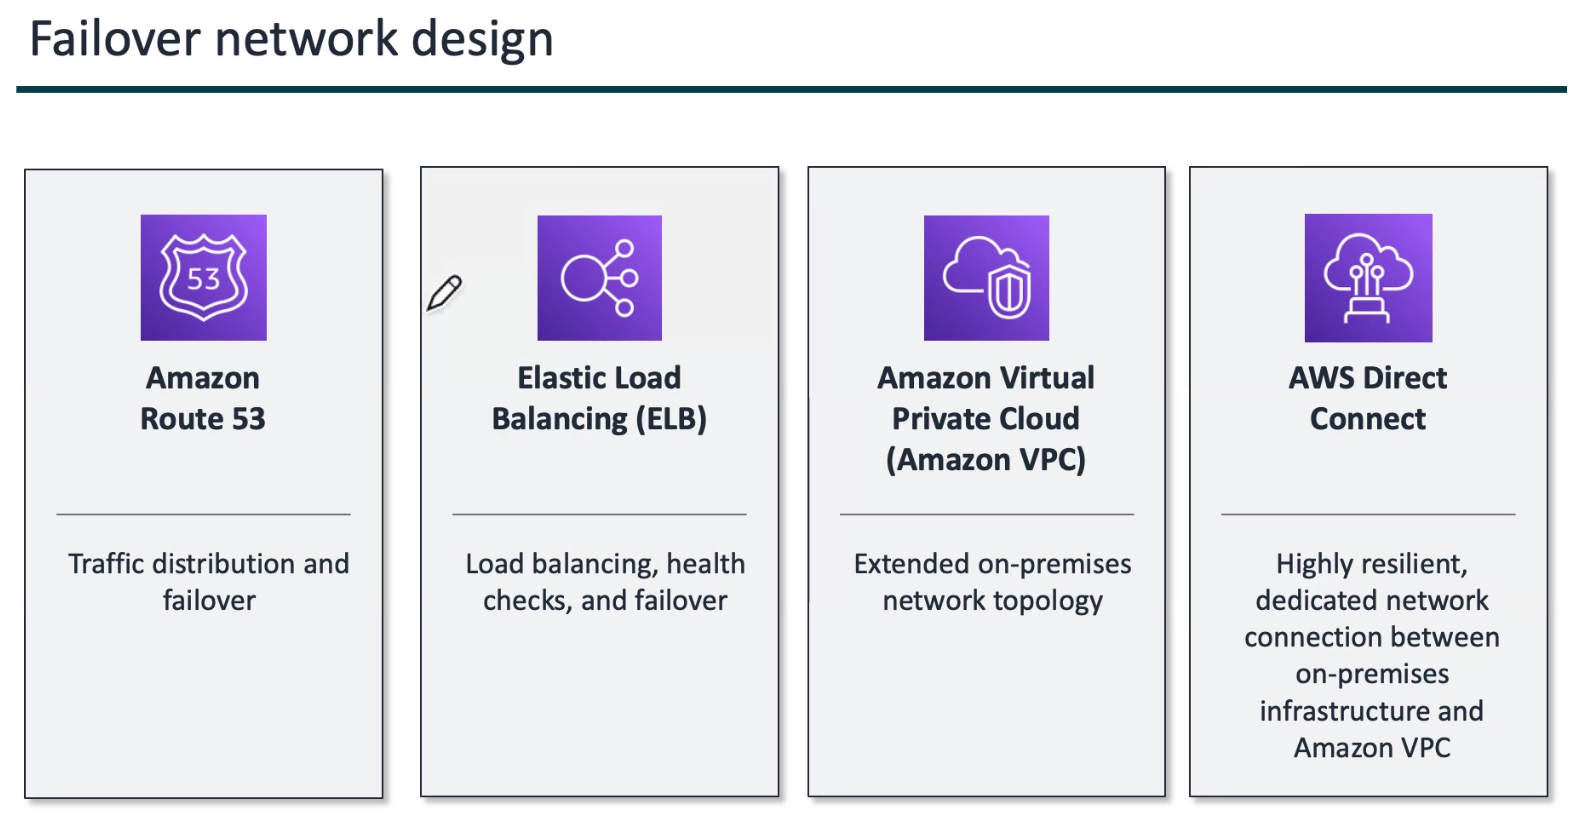 Failover network design
53
Amazon
Route 53
Traffic distribution and
failover
Elastic Load
Balancing (ELB)
Load balancing, health
checks, and failover
Amazon Virtual
Private Cloud
(Amazon VPC)
Extended on-premises
network topology
AWS Direct
Connect
Highly resilient,
dedicated network
connection between
on-premises
infrastructure and
Amazon VPC